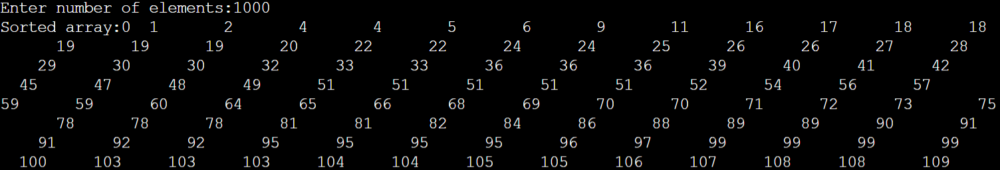 Enter number of elements:1000
Sorted array:0 1 2 4 4 5 6 9 11 16 17 18 18
19 19 19 20 22 22 24 24 25 26 26 27 28
29 30 30 32 33 33 36 36 36 39 40 41 42
45 47 48 49 51 51 51 51 51 52 54 56 57
59 59 60 64 65 66 68 69 70 70 71 72 73 75
78 78 78 81 81 82 84 86 88 89 89 90 91
91 92 92 95 95 95 95 96 97 99 99 99 99
100 103 103 103 104 104 105 105 106 107 108 108 109